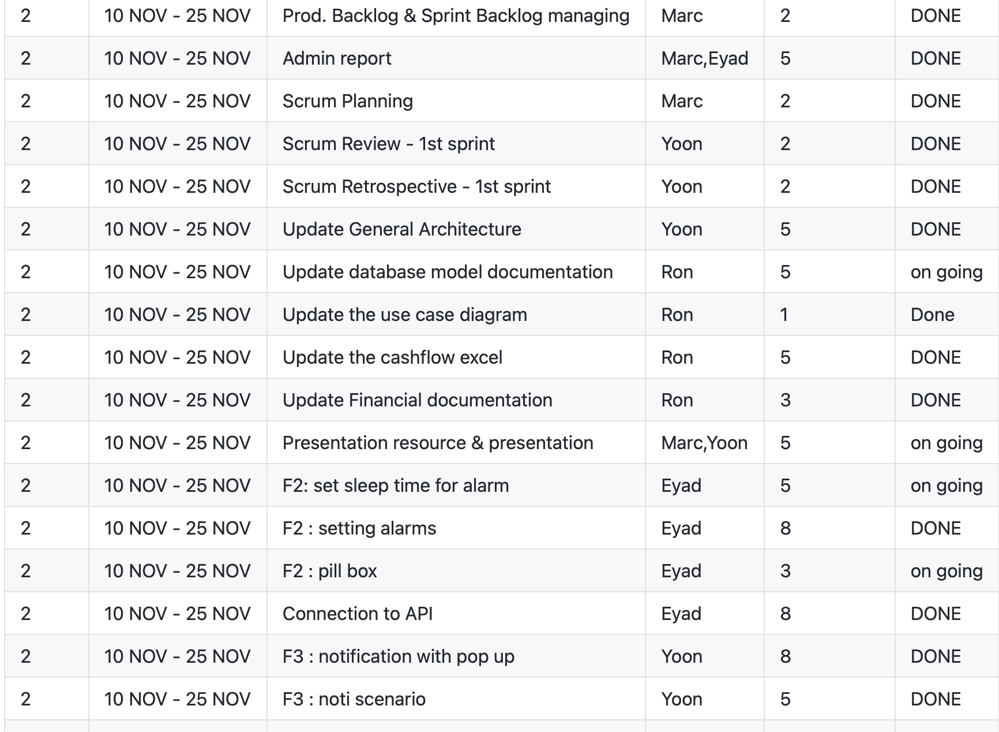 2 10 NOV - 25 NOV Prod. Backlog & Sprint Backlog managing Marc 2 DONE
2 10 NOV - 25 NOV Admin report Marc,Eyad 5 DONE
2 10 NOV - 25 NOV Scrum Planning Marc 2 DONE
2 10 NOV - 25 NOV Scrum Review - 1st sprint Yoon 2 DONE
2 10 NOV - 25 NOV Scrum Retrospective - 1st sprint Yoon 2 DONE
2 10 NOV - 25 NOV Update General Architecture Yoon 5 DONE
2 10 NOV - 25 NOV Update database model documentation Ron 5 on going
2 10 NOV - 25 NOV Update the use case diagram Ron 1 Done
2 10 NOV - 25 NOV Update the cashflow excel Ron 5 DONE
2 10 NOV - 25 NOV Update Financial documentation Ron 3 DONE
2 10 NOV - 25 NOV Presentation resource & presentation Marc,Yoon 5 on going
2 10 NOV - 25 NOV F2: set sleep time for alarm Eyad 5 on going
2 10 NOV - 25 NOV F2 : setting alarms Eyad 8 DONE
2 10 NOV - 25 NOV F2 : pill box Eyad 3 on going
2 10 NOV - 25 NOV Connection to API Eyad 8 DONE
2 10 NOV - 25 NOV F3 : notification with pop up Yoon 8 DONE
2 10 NOV - 25 NOV F3 : noti scenario Yoon 5 DONE